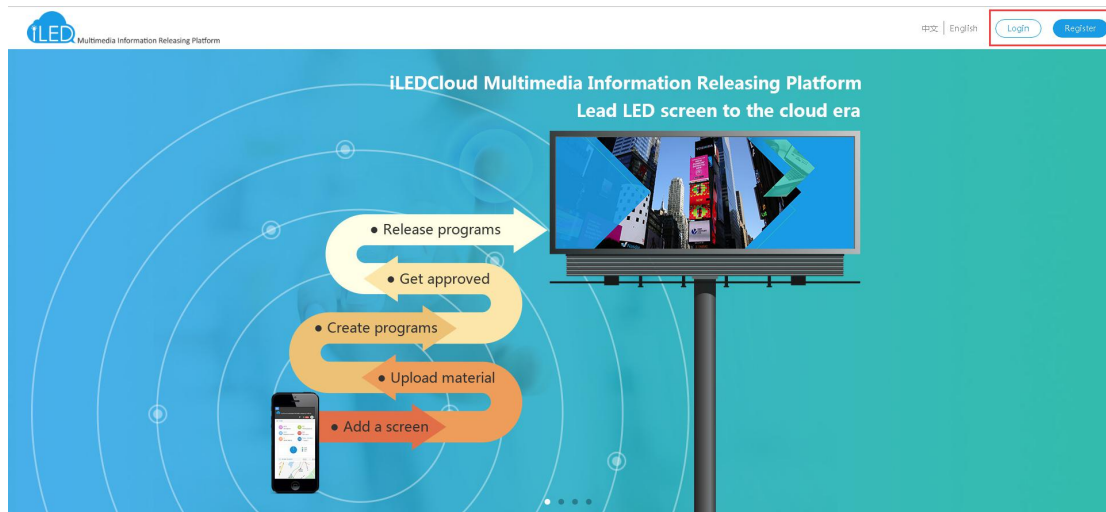 iLED
Multimedia Information Releasing Platform
中文 | English
Login
Register
iLEDCloud Multimedia Information Releasing Platform
Lead LED screen to the cloud era
● Release programs
● Get approved
● Create programs
● Upload material
● Add a screen